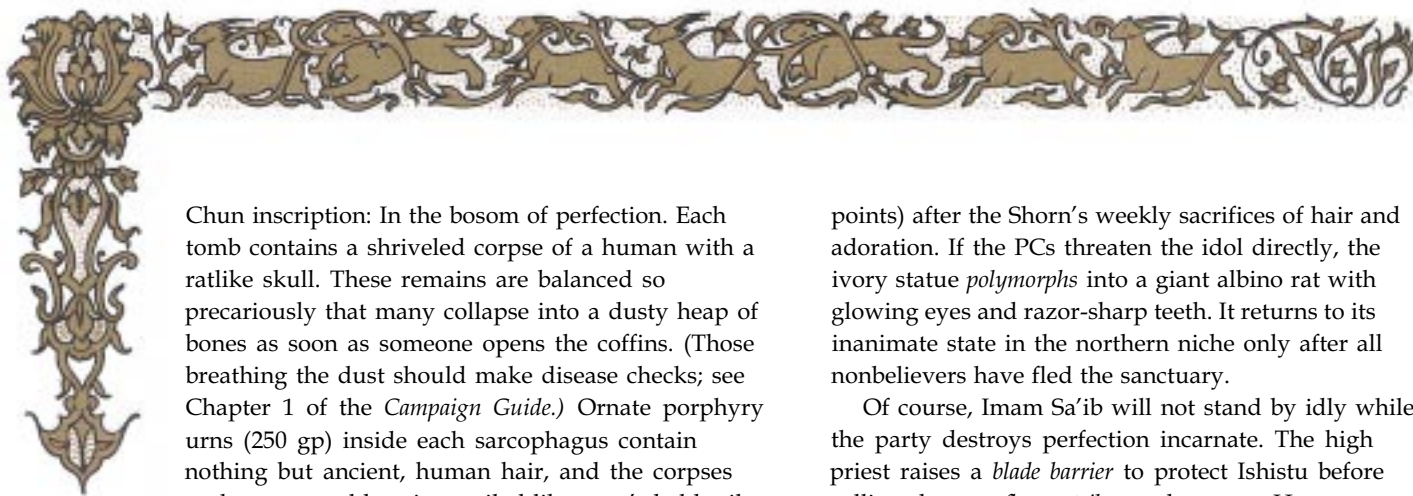 Chun inscription: In the bosom of perfection. Each
tomb contains a shriveled corpse of a human with a
ratlike skull. These remains are balanced so
precariously that many collapse into a dusty heap of
bones as soon as someone opens the coffins. (Those
breathing the dust should make disease checks; see
Chapter 1 of the Campaign Guide.) Ornate porphyry
urns (250 gp) inside each sarcophagus contain
nothing but ancient, human hair, and the corpses
points) after the Shorn’s weekly sacrifices of hair and
adoration. If the PCs threaten the idol directly, the
ivory statue polymorphs into a giant albino rat with
glowing eyes and razor-sharp teeth. It returns to its
inanimate state in the northern niche only after all
nonbelievers have fled the sanctuary.
Of course, Imam Sa’ib will not stand by idly while
the party destroys perfection incarnate. The high
priest raises a blade barrier to protect Ishistu before